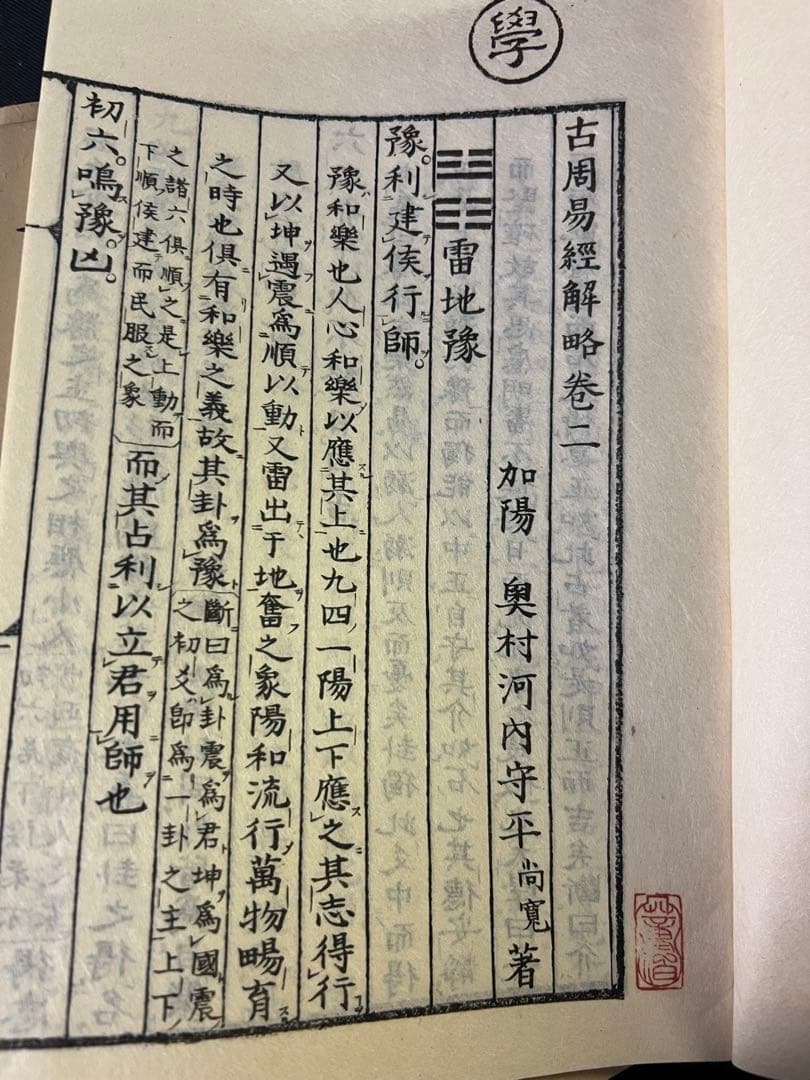 學
古周易經解略卷二
加陽 奥村河內守平尚寬著
䷏雷地豫
豫。利建侯行師。
豫和樂也人心和樂以應其上也九四一陽上下應之其志得行
又以坤遇震爲順以動又雷出于地奮之象陽和流行萬物暢育
之時也俱有和樂之義故其卦爲豫
斷曰爲卦震爲君坤爲國震
之初爻卽爲一卦之主上下
之諧六俱順之是上動而
下順侯建而民服之象
而其占利以立君用師也
初六。鳴豫。凶。